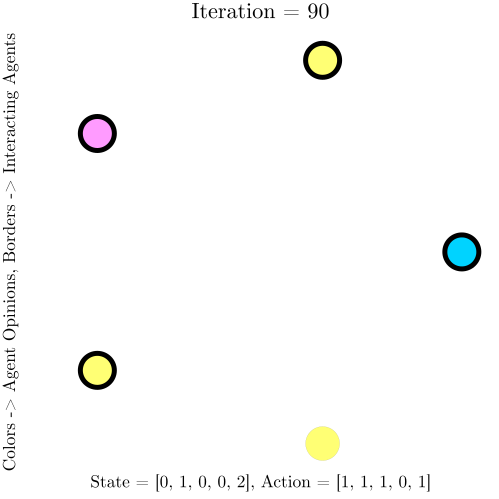 Iteration = 90
Colors -> Agent Opinions, Borders -> Interacting Agents
State = [0, 1, 0, 0, 2], Action = [1, 1, 1, 0, 1]